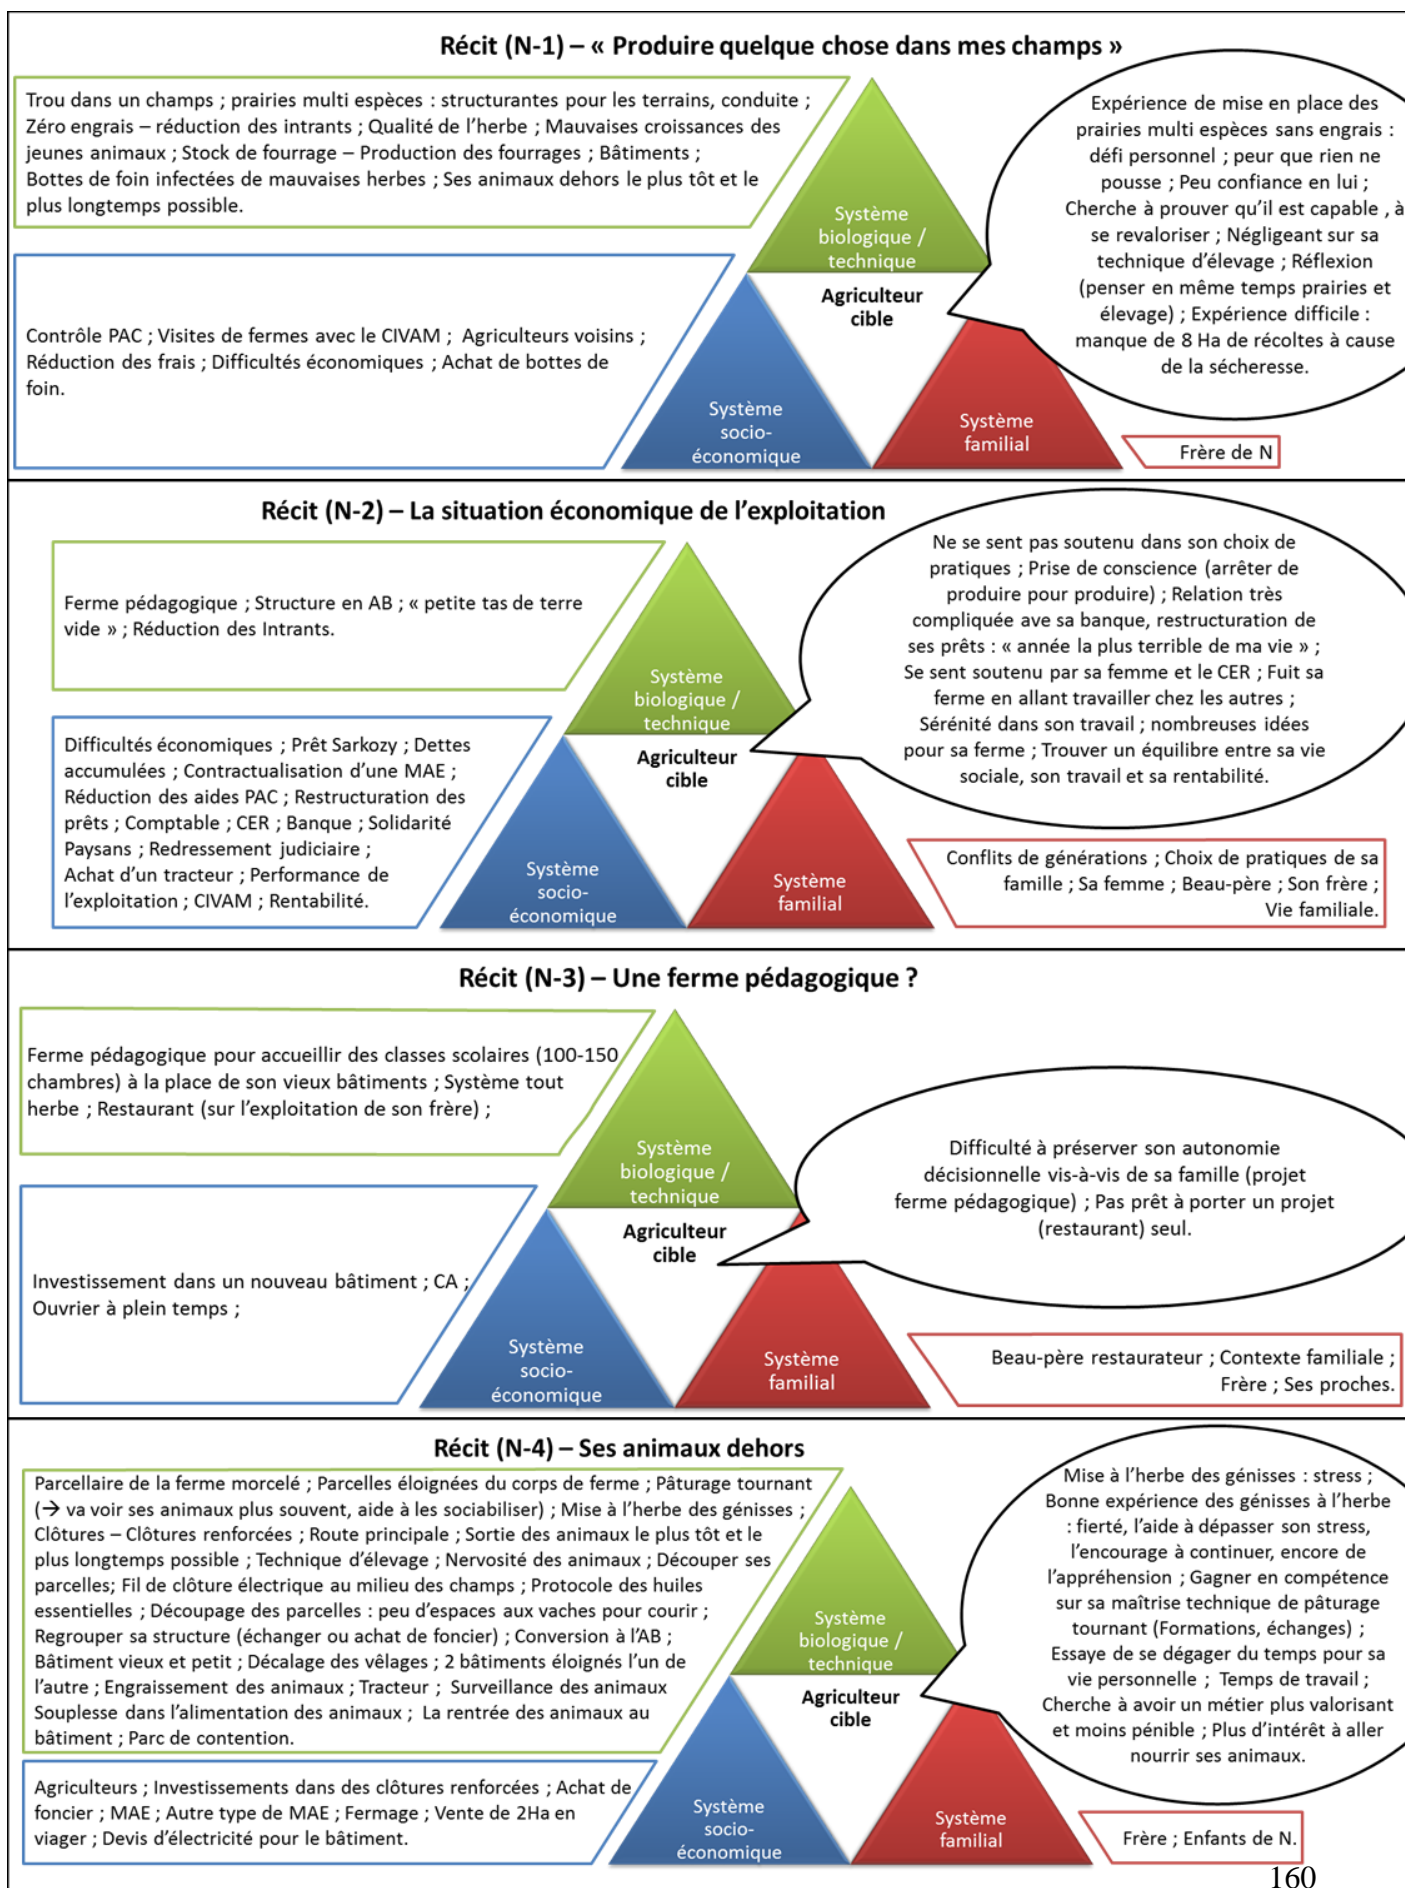 Récit (N-1) – « Produire quelque chose dans mes champs »
Trou dans un champs ; prairies multi espèces : structurantes pour les terrains, conduite ;
Zéro engrais – réduction des intrants ; Qualité de l'herbe ; Mauvaises croissances des
jeunes animaux ; Stock de fourrage – Production des fourrages ; Bâtiments ;
Bottes de foin infectées de mauvaises herbes ; Ses animaux dehors le plus tôt et le
plus longtemps possible.
Contrôle PAC ; Visites de fermes avec le CIVAM ; Agriculteurs voisins ;
Réduction des frais ; Difficultés économiques ; Achat de bottes de
foin.
Système
biologique /
technique
Agriculteur
cible
Système
socio-
économique
Système
familial
Expérience de mise en place des
prairies multi espèces sans engrais :
défi personnel ; peur que rien ne
pousse ; Peu confiance en lui ;
Cherche à prouver qu'il est capable , à
se revaloriser ; Négligeant sur sa
technique d'élevage ; Réflexion
(penser en même temps prairies et
élevage) ; Expérience difficile :
manque de 8 Ha de récoltes à cause
de la sécheresse.
Frère de N
Récit (N-2) – La situation économique de l'exploitation
Ferme pédagogique ; Structure en AB ; « petite tas de terre
vide » ; Réduction des Intrants.
Difficultés économiques ; Prêt Sarkozy ; Dettes
accumulées ; Contractualisation d'une MAE ;
Réduction des aides PAC ; Restructuration des
prêts ; Comptable ; CER ; Banque ; Solidarité
Paysans ; Redressement judiciaire ;
Achat d'un tracteur ; Performance de
l'exploitation ; CIVAM ; Rentabilité.
Système
biologique /
technique
Agriculteur
cible
Système
socio-
économique
Système
familial
Ne se sent pas soutenu dans son choix de
pratiques ; Prise de conscience (arrêter de
produire pour produire) ; Relation très
compliquée ave sa banque, restructuration de
ses prêts : « année la plus terrible de ma vie » ;
Se sent soutenu par sa femme et le CER ; Fuit sa
ferme en allant travailler chez les autres ;
Sérénité dans son travail ; nombreuses idées
pour sa ferme ; Trouver un équilibre entre sa vie
sociale, son travail et sa rentabilité.
Conflits de générations ; Choix de pratiques de sa
famille ; Sa femme ; Beau-père ; Son frère ;
Vie familiale.
Récit (N-3) – Une ferme pédagogique ?
Ferme pédagogique pour accueillir des classes scolaires (100-150
chambres) à la place de son vieux bâtiments ; Système tout
herbe ; Restaurant (sur l'exploitation de son frère) ;
Investissement dans un nouveau bâtiment ; CA ;
Ouvrier à plein temps ;
Système
biologique /
technique
Agriculteur
cible
Système
socio-
économique
Système
familial
Difficulté à préserver son autonomie
décisionnelle vis-à-vis de sa famille (projet
ferme pédagogique) ; Pas prêt à porter un projet
(restaurant) seul.
Beau-père restaurateur ; Contexte familiale ;
Frère ; Ses proches.
Récit (N-4) – Ses animaux dehors
Parcellaire de la ferme morcelé ; Parcelles éloignées du corps de ferme ; Pâturage tournant
(→ va voir ses animaux plus souvent, aide à les sociabiliser) ; Mise à l'herbe des génisses ;
Clôtures – Clôtures renforcées ; Route principale ; Sortie des animaux le plus tôt et le
plus longtemps possible ; Technique d'élevage ; Nervosité des animaux ; Découper ses
parcelles; Fil de clôture électrique au milieu des champs ; Protocole des huiles
essentielles ; Découpage des parcelles : peu d'espaces aux vaches pour courir ;
Regrouper sa structure (échanger ou achat de foncier) ; Conversion à l'AB ;
Bâtiment vieux et petit ; Décalage des vêlages ; 2 bâtiments éloignés l'un de
l'autre ; Engraissement des animaux ; Tracteur ; Surveillance des animaux
Souplesse dans l'alimentation des animaux ; La rentrée des animaux au
bâtiment ; Parc de contention.
Agriculteurs ; Investissements dans des clôtures renforcées ; Achat de
foncier ; MAE ; Autre type de MAE ; Fermage ; Vente de 2Ha en
viager ; Devis d'électricité pour le bâtiment.
Système
biologique /
technique
Agriculteur
cible
Système
socio-
économique
Système
familial
Mise à l'herbe des génisses : stress ;
Bonne expérience des génisses à l'herbe
: fierté, l'aide à dépasser son stress,
l'encourage à continuer, encore de
l'appréhension ; Gagner en compétence
sur sa maîtrise technique de pâturage
tournant (Formations, échanges) ;
Essaye de se dégager du temps pour sa
vie personnelle ; Temps de travail ;
Cherche à avoir un métier plus valorisant
et moins pénible ; Plus d'intérêt à aller
nourrir ses animaux.
Frère ; Enfants de N.
160